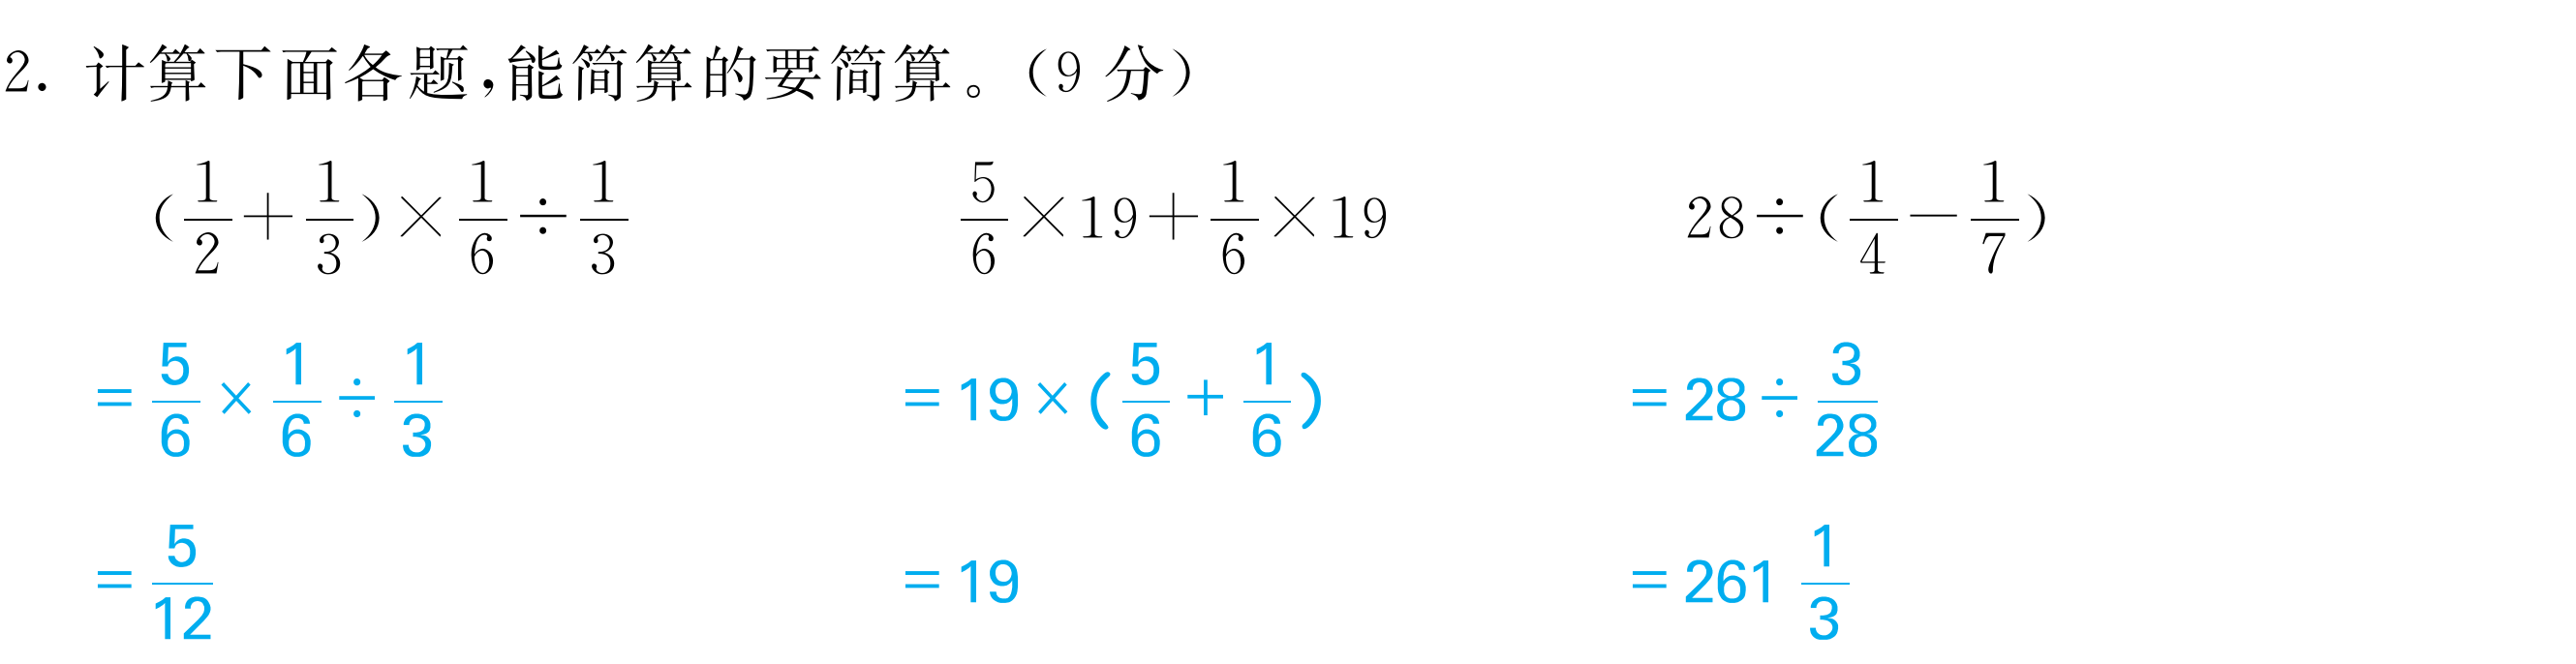 2. 计算下面各题,能简算的要简算。(9 分)
(1/2+1/3)×1/6÷1/3 5/6×19+1/6×19 28÷(1/4-1/7)
=5/6×1/6÷1/3 =19×(5/6+1/6) =28÷3/28
=5/12 =19 =261 1/3